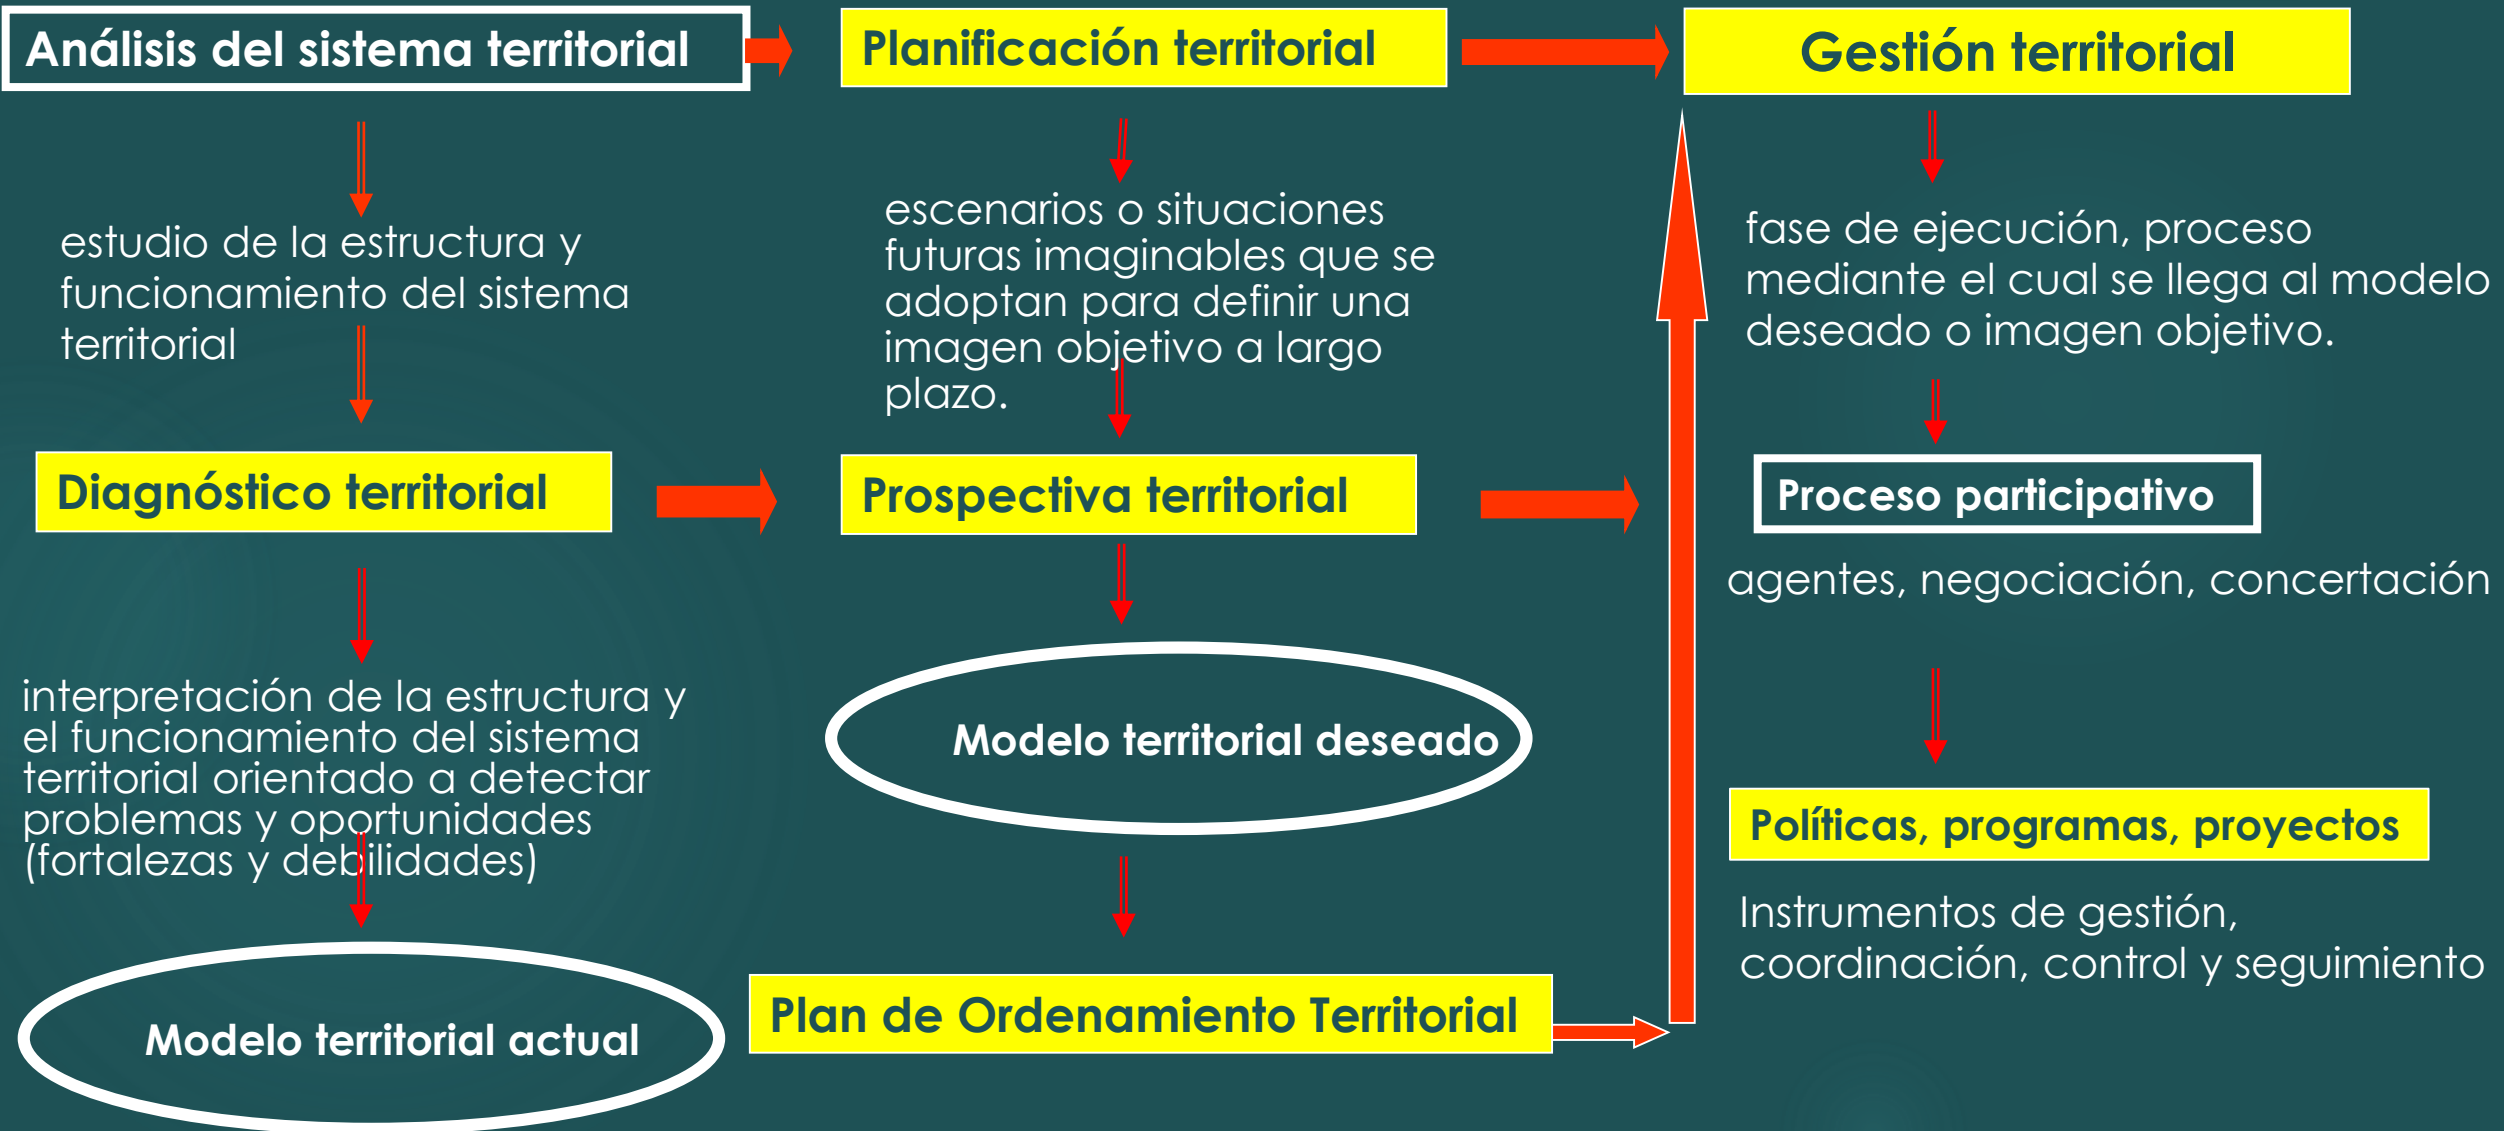 Análisis del sistema territorial
estudio de la estructura y
funcionamiento del sistema
territorial
Diagnóstico territorial
interpretación de la estructura y
el funcionamiento del sistema
territorial orientado a detectar
problemas y oportunidades
(fortalezas y debilidades)
Modelo territorial actual
Planificación territorial
escenarios o situaciones
futuras imaginables que se
adoptan para definir una
imagen objetivo a largo
plazo.
Prospectiva territorial
Modelo territorial deseado
Plan de Ordenamiento Territorial
Gestión territorial
fase de ejecución, proceso
mediante el cual se llega al modelo
deseado o imagen objetivo.
Proceso participativo
agentes, negociación, concertación
Políticas, programas, proyectos
Instrumentos de gestión,
coordinación, control y seguimiento